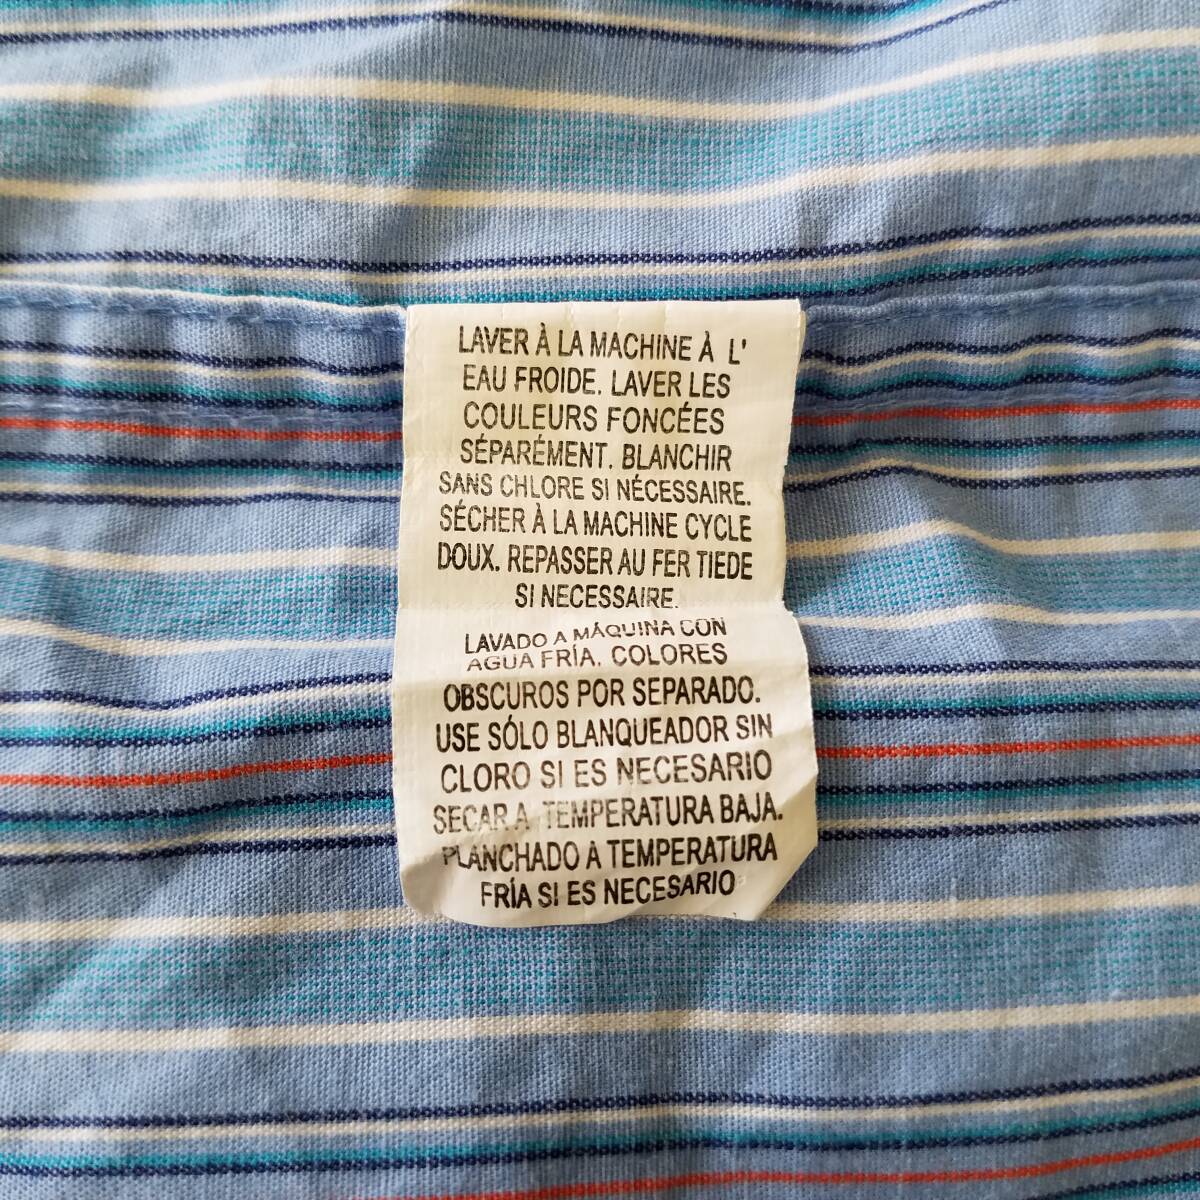 LAVER À LA MACHINE À L'
EAU FROIDE. LAVER LES
COULEURS FONCÉES
SÉPARÉMENT. BLANCHIR
SANS CHLORE SI NÉCESSAIRE.
SÉCHER À LA MACHINE CYCLE
DOUX. REPASSER AU FER TIEDE
SI NECESSAIRE.
LAVADO A MÁQUINA CON
AGUA FRÍA. COLORES
OBSCUROS POR SEPARADO.
USE SÓLO BLANQUEADOR SIN
CLORO SI ES NECESARIO
SECAR A TEMPERATURA BAJA.
PLANCHADO A TEMPERATURA
FRÍA SI ES NECESARIO